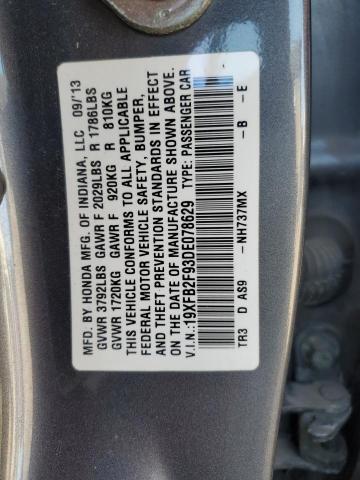 MFD. BY HONDA MFG. OF INDIANA, LLC 09/'13
GVWR 3792LBS GAWR F 2029LBS R 1786LBS
GVWR 1720KG GAWR F 920KG R 810KG
THIS VEHICLE CONFORMS TO ALL APPLICABLE
FEDERAL MOTOR VEHICLE SAFETY, BUMPER,
AND THEFT PREVENTION STANDARDS IN EFFECT
ON THE DATE OF MANUFACTURE SHOWN ABOVE.
V.I.N.:19XFB2F93DE078629 TYPE: PASSENGER CAR
TR3 D AS9 -NH737MX -B -E